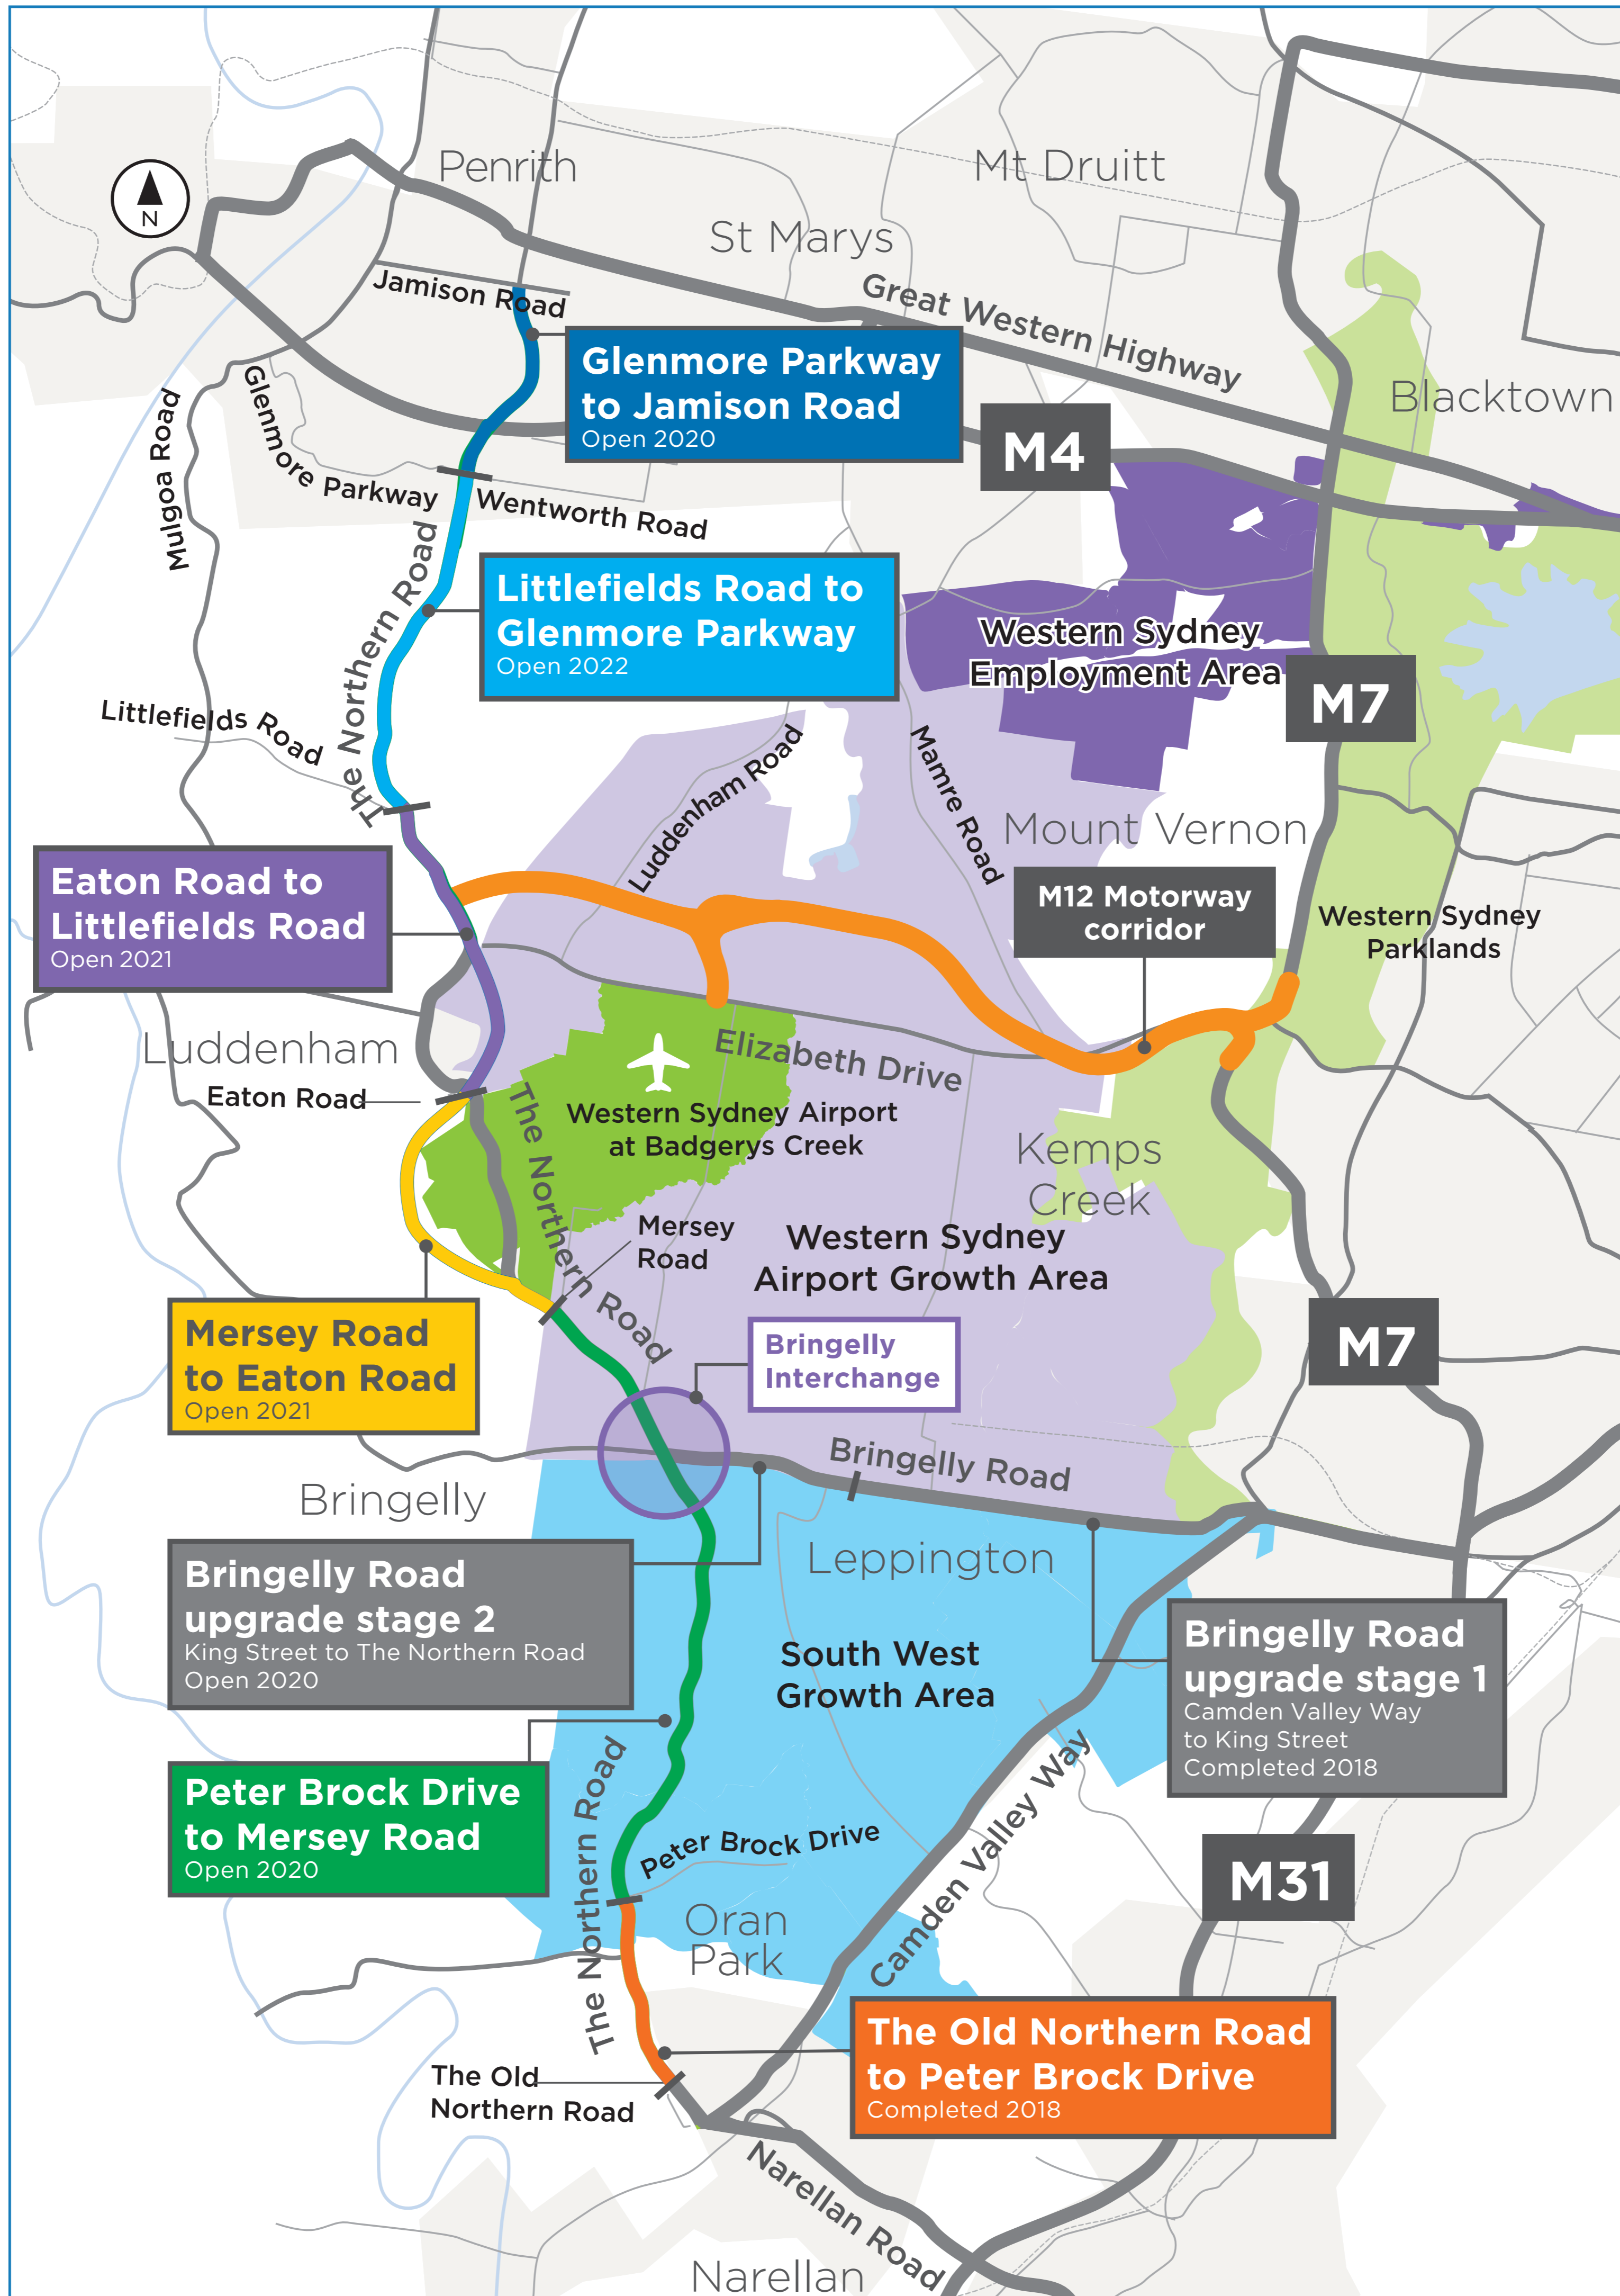 Penrith
Mt Druitt
N
St Marys
Jamison Road
Great Western Highway
Glenmore Parkway
to Jamison Road
Open 2020
Blacktown
M4
Mulgoa Road
Glenmore Parkway
Wentworth Road
The Northern Road
Littlefields Road to
Glenmore Parkway
Open 2022
Western Sydney
Employment Area
M7
Littlefields Road
Luddenham Road
Mamre Road
Mount Vernon
Eaton Road to
Littlefields Road
Open 2021
M12 Motorway
corridor
Western Sydney
Parklands
Luddenham
Elizabeth Drive
Eaton Road
The Northern Road
Western Sydney Airport
at Badgerys Creek
Kemps
Creek
Mersey
Road
Western Sydney
Airport Growth Area
Mersey Road
to Eaton Road
Open 2021
Bringelly
Interchange
M7
Bringelly Road
Bringelly
Leppington
Bringelly Road
upgrade stage 2
King Street to The Northern Road
Open 2020
South West
Growth Area
Bringelly Road
upgrade stage 1
Camden Valley Way
to King Street
Completed 2018
Peter Brock Drive
to Mersey Road
Open 2020
The Northern Road
Peter Brock Drive
Camden Valley Way
M31
Oran
Park
The Old Northern Road
to Peter Brock Drive
Completed 2018
The Old
Northern Road
Narellan Road
Narellan